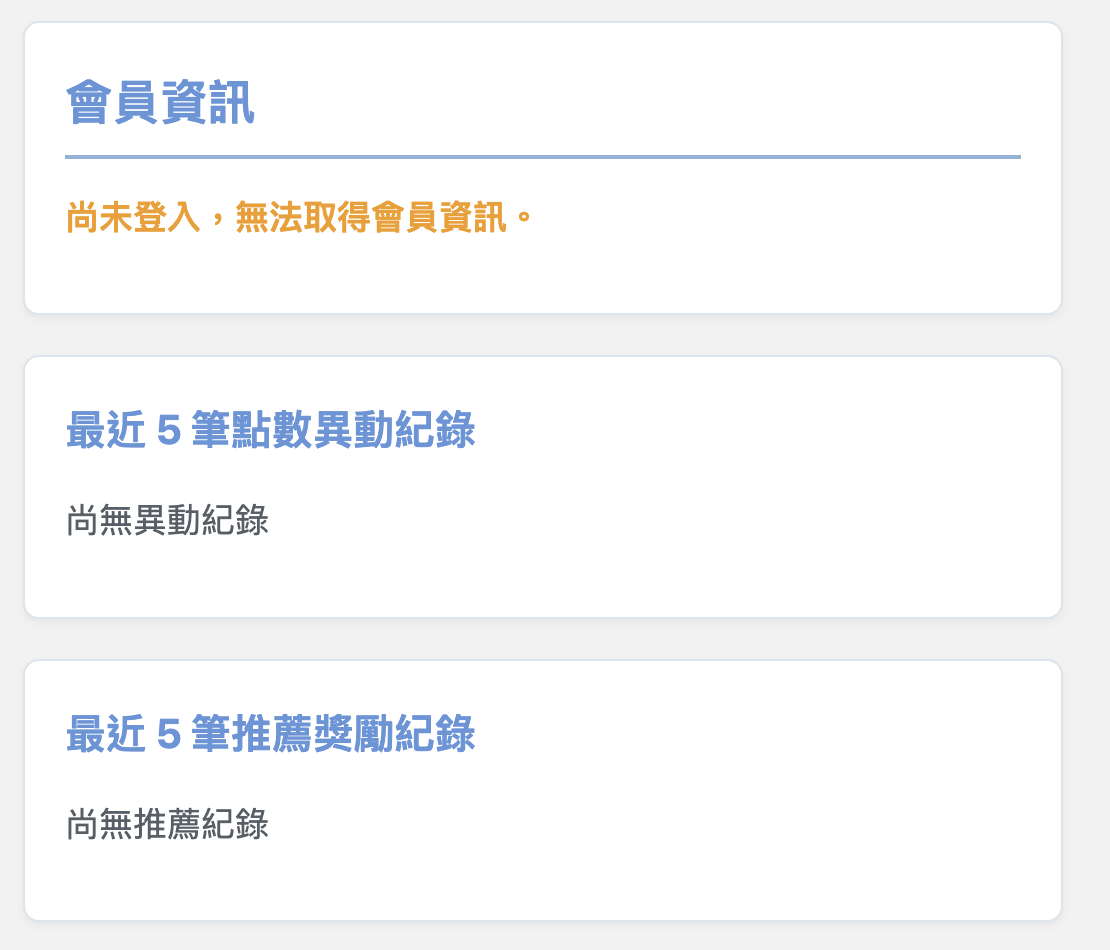 會員資訊
尚未登入，無法取得會員資訊。
最近 5 筆點數異動紀錄
尚無異動紀錄
最近 5 筆推薦獎勵紀錄
尚無推薦紀錄